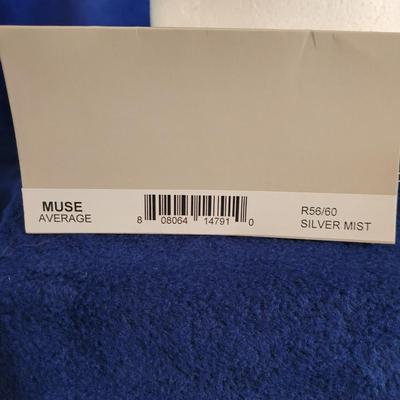 MUSE
AVERAGE
8 08064 14791 0
R56/60
SILVER MIST